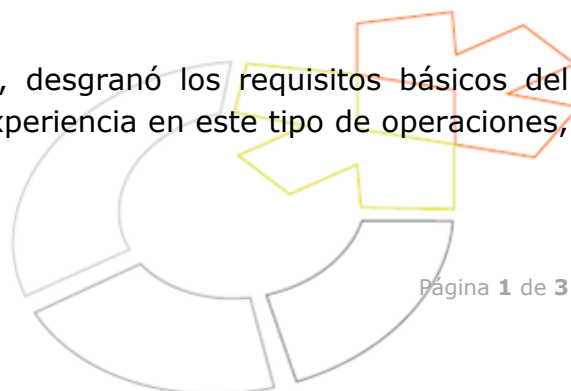 , desgranó los requisitos básicos del
xperiencia en este tipo de operaciones,
Página 1 de 3